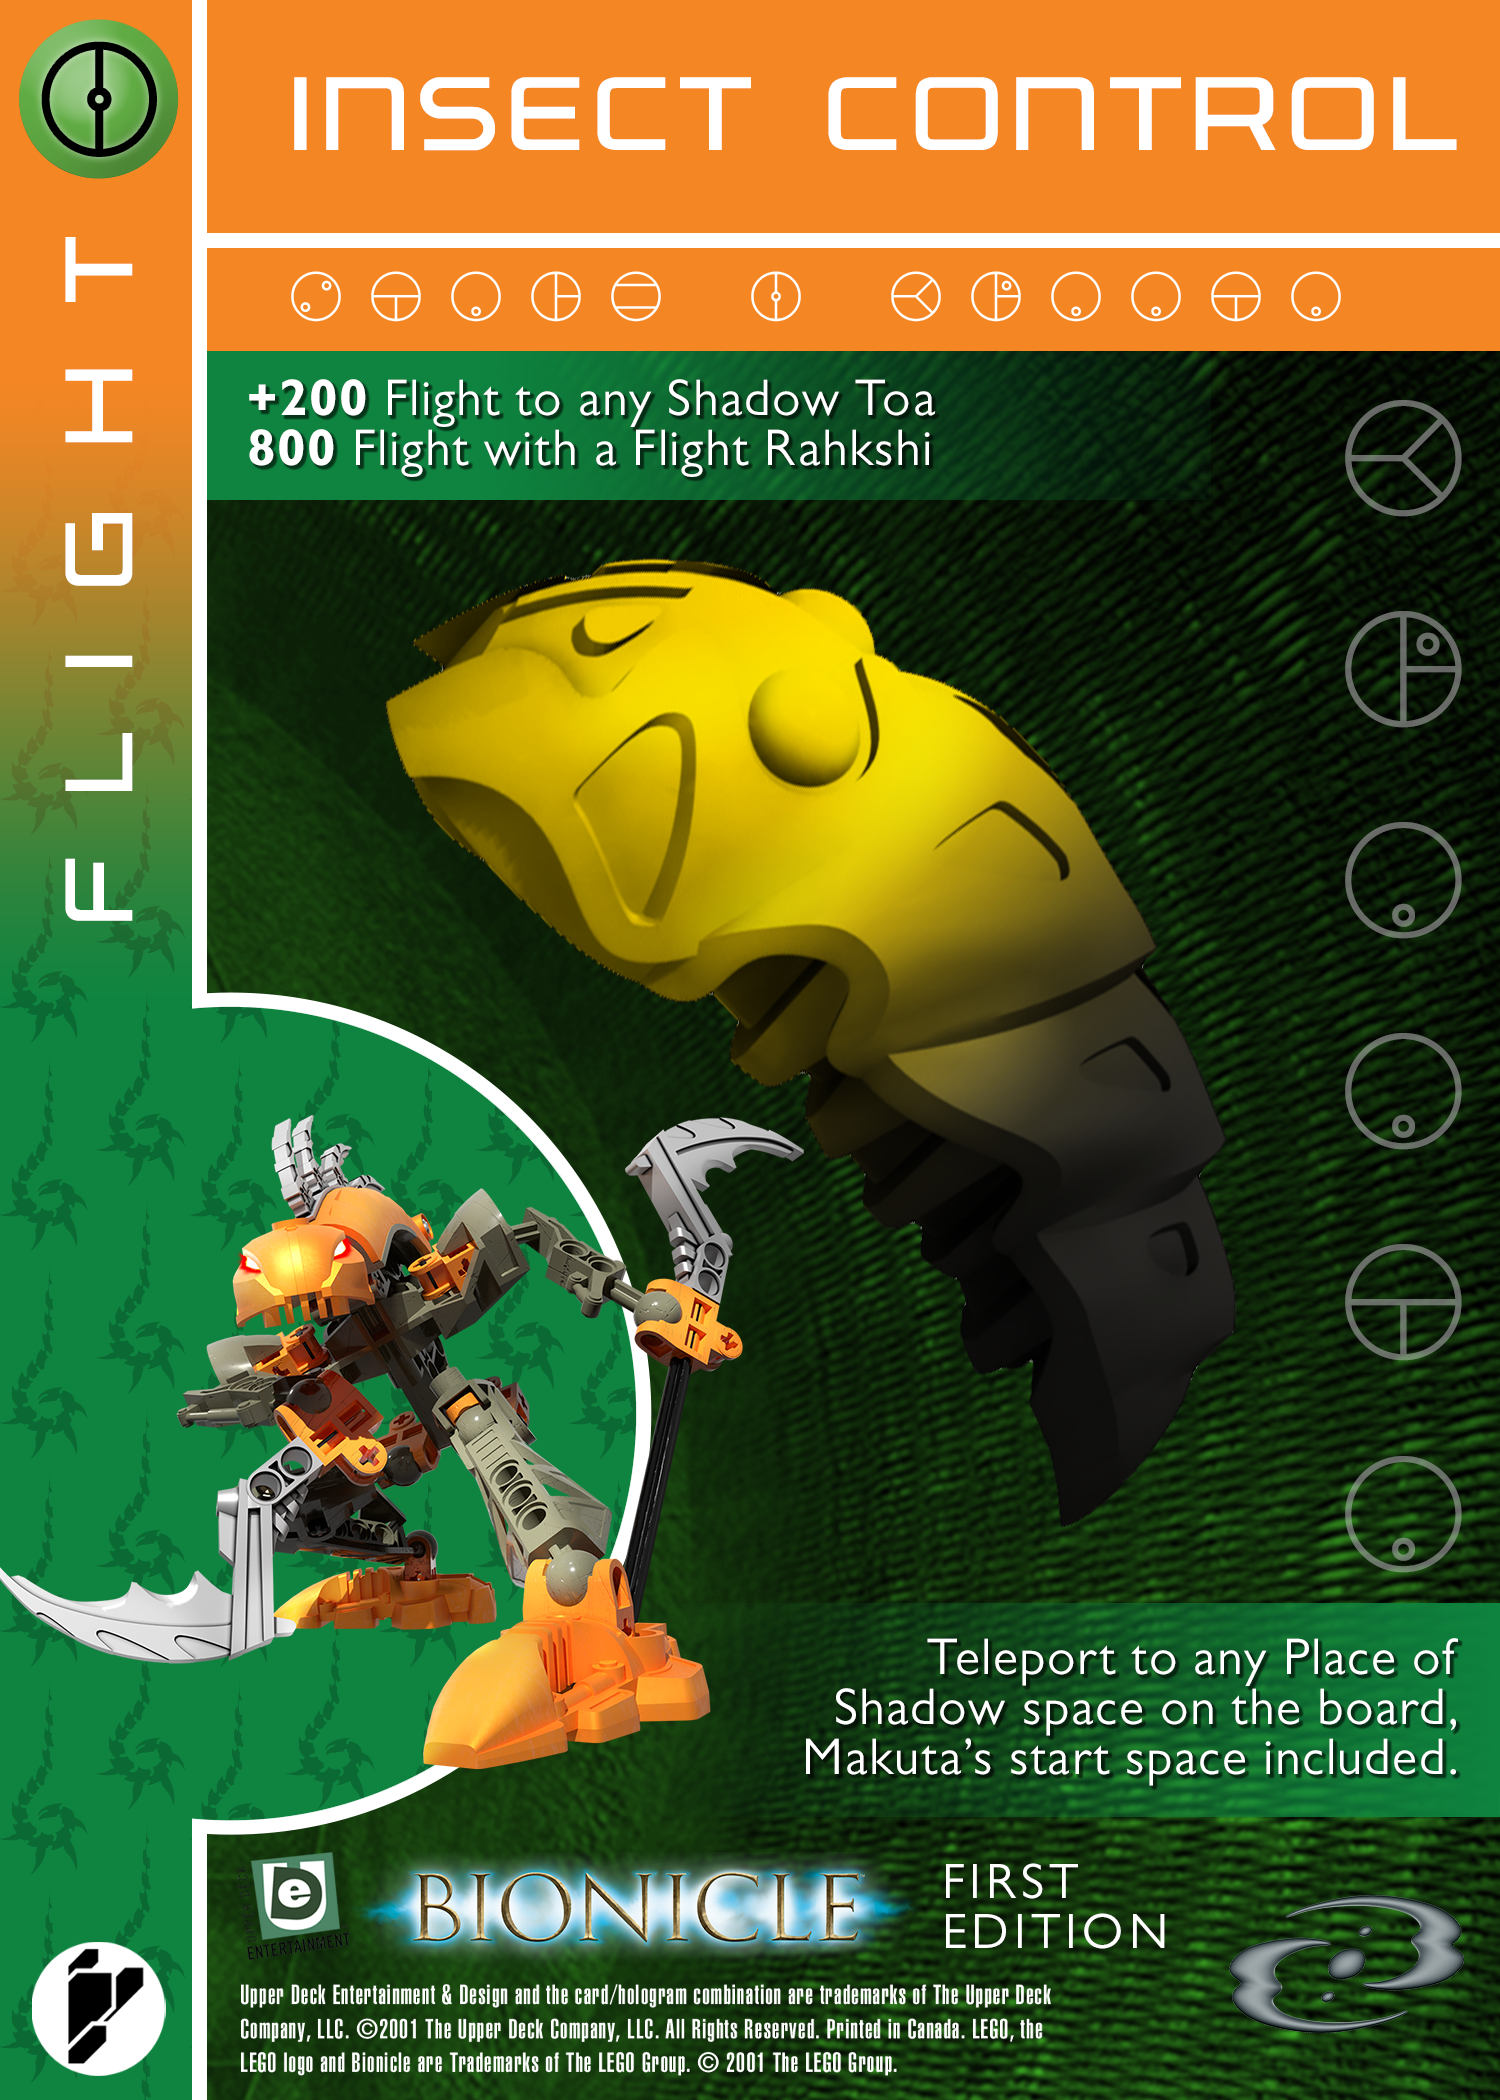 INSECT CONTROL
FLIGHT
+200 Flight to any Shadow Toa
800 Flight with a Flight Rahkshi
Teleport to any Place of
Shadow space on the board,
Makuta's start space included.
e
ENTERTAINMENT
BIONICLE
FIRST
EDITION
Upper Deck Entertainment & Design and the card/hologram combination are trademarks of The Upper Deck
Company, LLC. ©2001 The Upper Deck Company, LLC. All Rights Reserved. Printed in Canada. LEGO, the
LEGO logo and Bionicle are Trademarks of The LEGO Group. © 2001 The LEGO Group.